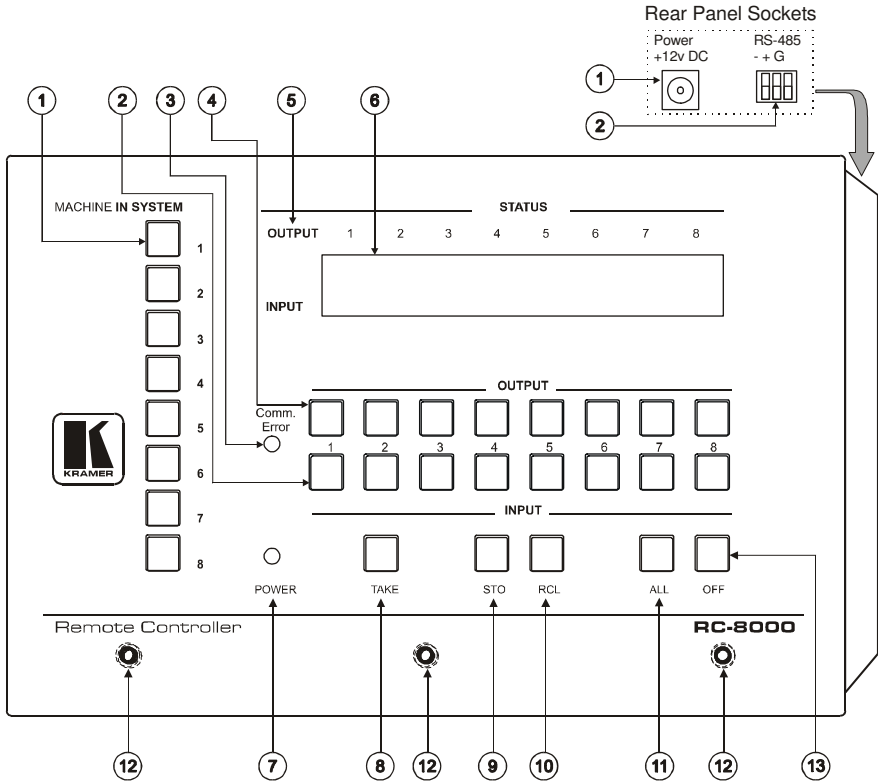 Rear Panel Sockets
Power RS-485
+12v DC - + G
1
2
1 2 3 4 5 6
MACHINE IN SYSTEM
STATUS
OUTPUT 1 2 3 4 5 6 7 8
INPUT
1
2
3
4
5
6
7
8
KRAMER
OUTPUT
Comm.
Error
1 2 3 4 5 6 7 8
INPUT
POWER TAKE STO RCL ALL OFF
Remote Controller RC-8000
12 7 8 12 9 10 11 12 13